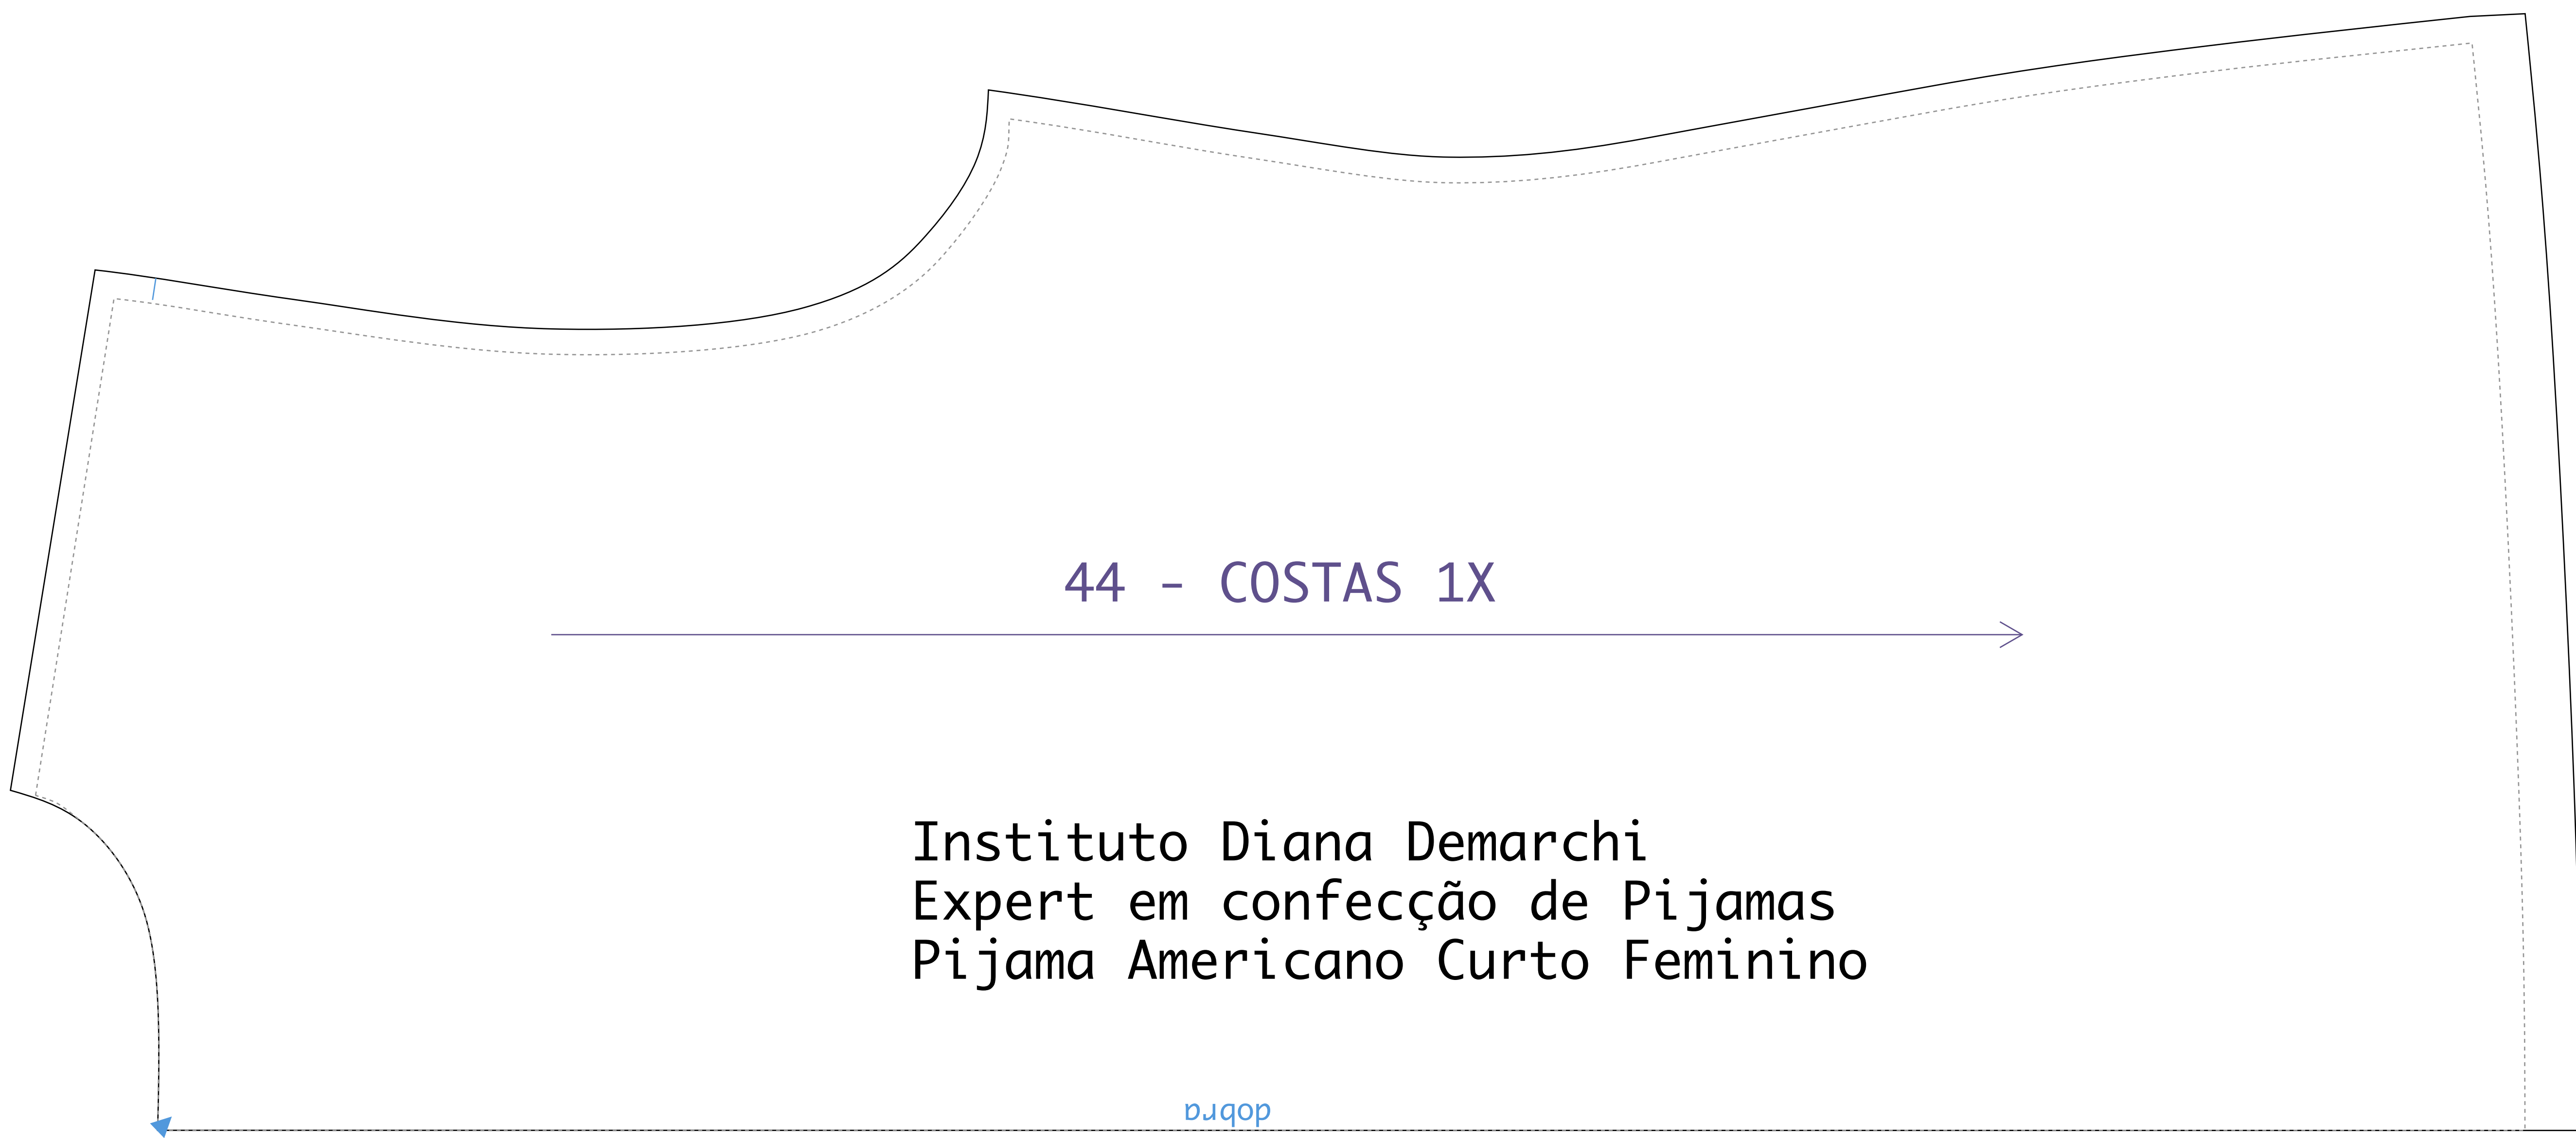 44 - COSTAS 1X
Instituto Diana Demarchi
Expert em confecção de Pijamas
Pijama Americano Curto Feminino
dobra